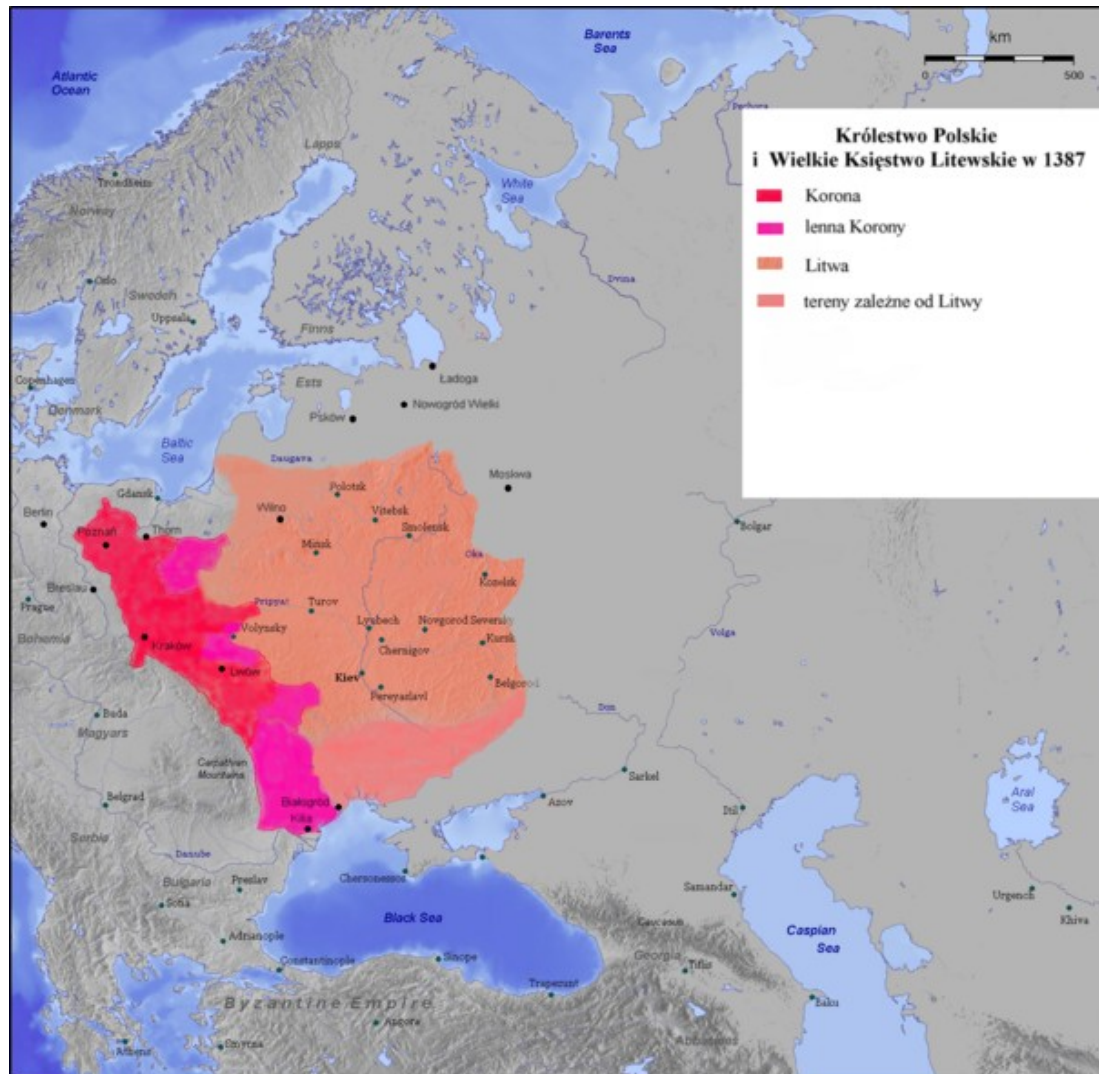 Barents
Sea
km
0
500
Atlantic
Ocean
Pechora
Królestwo Polskie
i Wielkie Księstwo Litewskie w 1387
Korona
lenna Korony
Litwa
tereny zależne od Litwy
Lapps
White
Sea
Trondheim
Norway
Dvina
Oslo
Sweden
Uppsala
Finns
Ładoga
Copenhagen
Ests
Denmark
Nowogród Wielki
Psków
Baltic
Sea
Daugava
Moskwa
Gdansk
Polotsk
Berlin
Wilno
Vitebsk
Bolgar
Thorn
Smolensk
Poznań
Minsk
Oka
Kozelsk
Breslau
Prague
Pripyat
Turov
Bohemia
Lyubech
Novgorod Seversky
Volga
Volynsky
Kraków
Chernigov
Kursk
Lwów
Kiev
Pereyaslavl
Belgorod
Buda
Magyars
Don
Carpathian
Mountains
Sarkel
Belgrad
Białogród
Azov
Itil
Aral
Sea
Kilia
Serbia
Danube
Bulgaria
Preslav
Chersonessos
Samandar
Urgench
Sofia
Khiva
Black Sea
Caucasus
Caspian
Sea
Adrianople
Georgia
Constantinople
Sinope
Tiflis
Trapezunt
Byzantine Empire
Baku
Ancyra
Abbasides
Athens
Smyrna